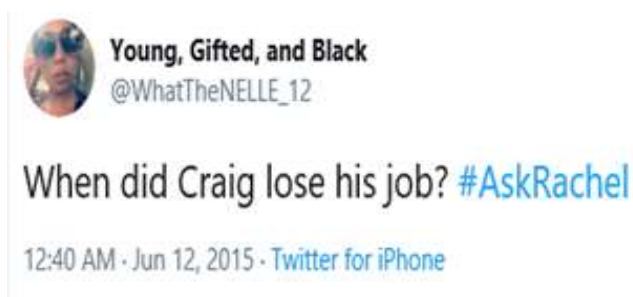 Young, Gifted, and Black
@WhatTheNELLE_12
When did Craig lose his job? #AskRachel
12:40 AM · Jun 12, 2015 · Twitter for iPhone